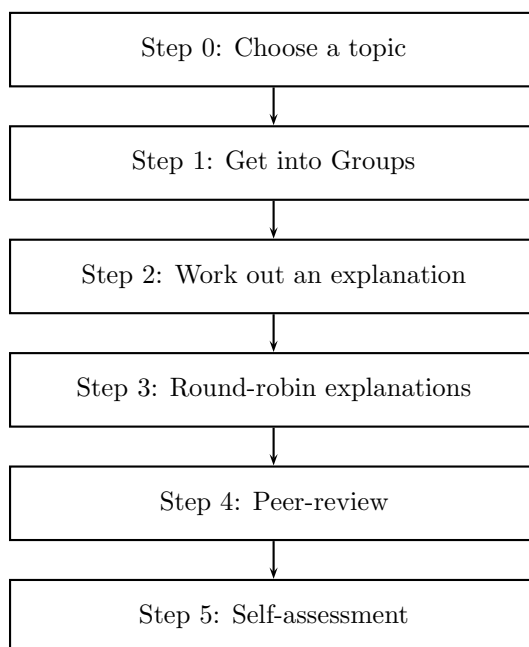 Step 0: Choose a topic
Step 1: Get into Groups
Step 2: Work out an explanation
Step 3: Round-robin explanations
Step 4: Peer-review
Step 5: Self-assessment